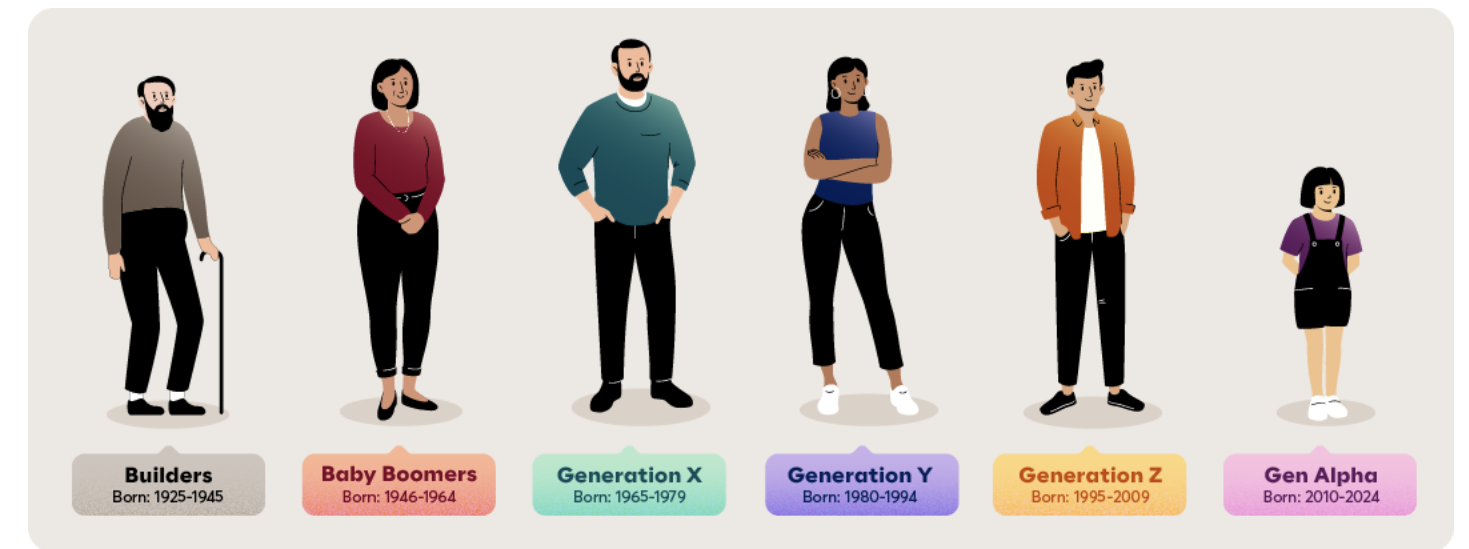 Builders
Born: 1925-1945
Baby Boomers
Born: 1946-1964
Generation X
Born: 1965-1979
Generation Y
Born: 1980-1994
Generation Z
Born: 1995-2009
Gen Alpha
Born: 2010-2024